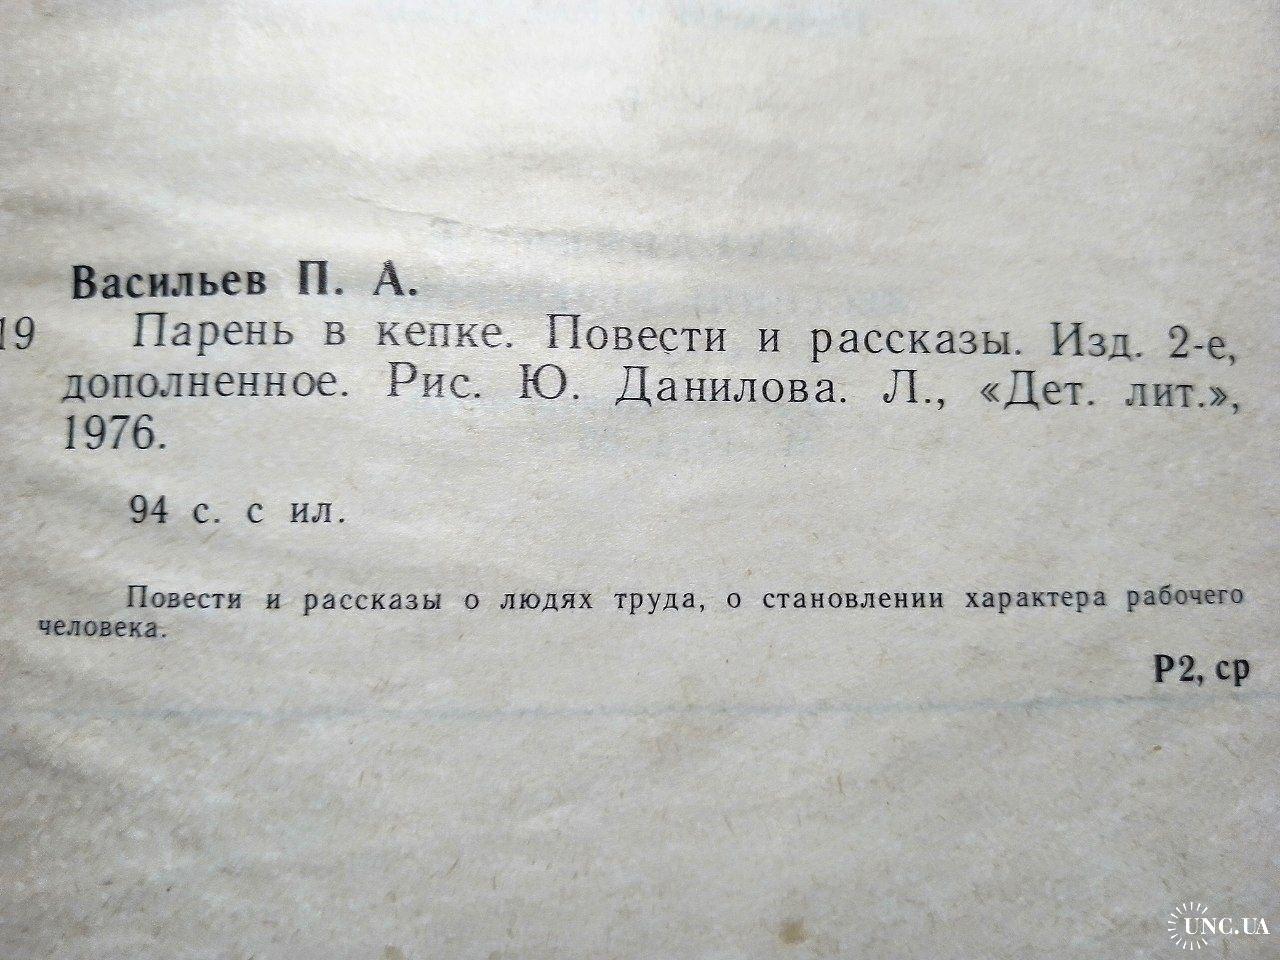 Васильев П. А.
19 Парень в кепке. Повести и рассказы. Изд. 2-е,
дополненное. Рис. Ю. Данилова. Л., «Дет. лит.»,
1976.
94 с. с ил.
Повести и рассказы о людях труда, о становлении характера рабочего
человека.
Р2, ср
UNC.UA